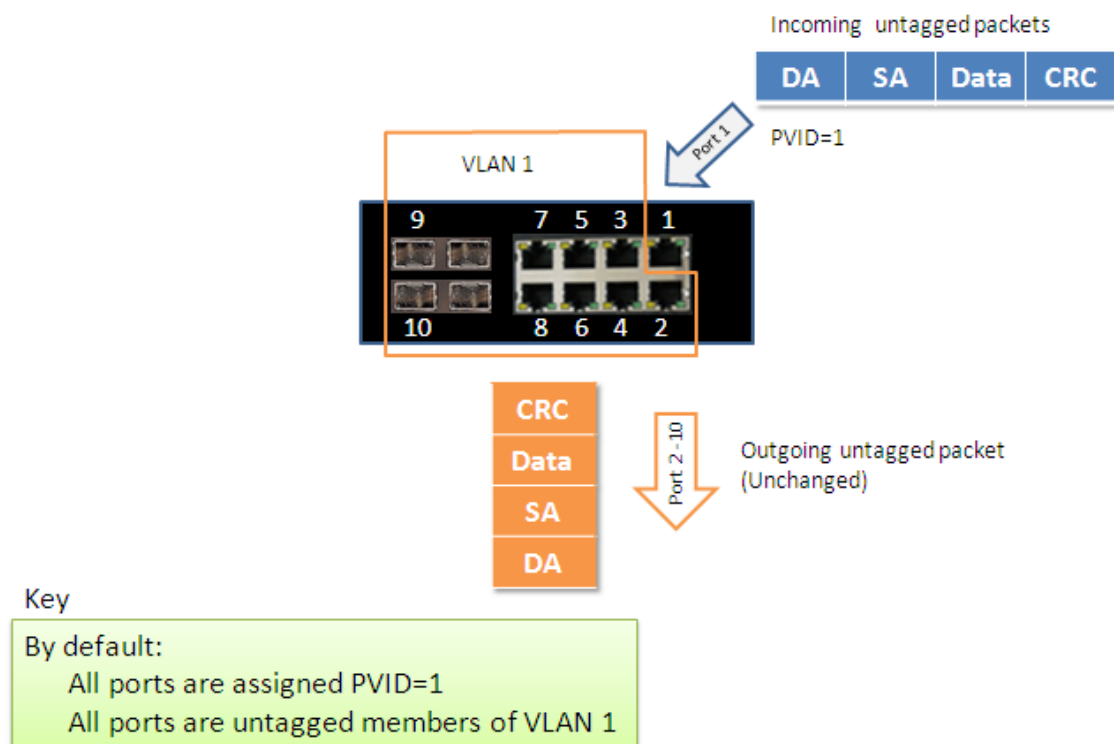 Incoming untagged packets
DA SA Data CRC
Port 1
PVID=1
VLAN 1
9 7 5 3 1
10 8 6 4 2
CRC
Data
SA
DA
Port 2 -10
Outgoing untagged packet
(Unchanged)
Key
By default:
All ports are assigned PVID=1
All ports are untagged members of VLAN 1